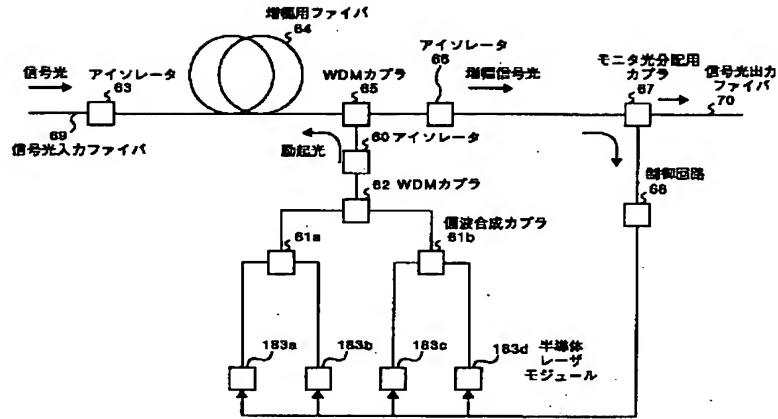 増幅用ファイバ
64
信号光
アイソレータ
63
WDMカプラ
65
アイソレータ
66
増幅信号光
モニタ光分配用
カプラ
67
信号光出力
ファイバ
70
69
信号光入力ファイバ
励起光
60 アイソレータ
62 WDMカプラ
制御回路
68
61a
偏波合成カプラ
61b
183a
183b
183c
183d
半導体
レーザ
モジュール